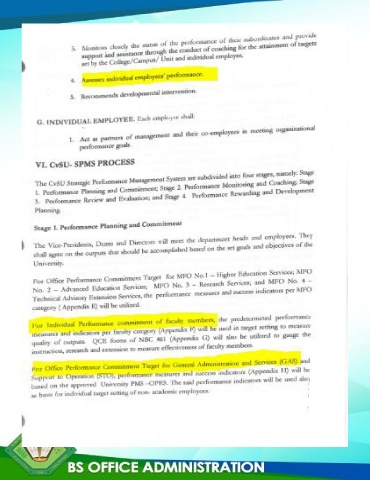 3. Monitors closely the status of the performance of their subordinates and provide
support and assistance through the conduct of coaching for the attainment of targets
set by the College/Campus/ Unit and individual employee.
4. Assesses individual employees' performance.
5. Recommends developmental intervention.
G. INDIVIDUAL EMPLOYEE. Each employee shall:
1. Act as partners of management and their co-employees in meeting organizational
performance goals
VI. CvSU- SPMS PROCESS
The CvSU Strategic Performance Management System are subdivided into four stages, namely: Stage
1. Performance Planning and Commitment; Stage 2. Performance Monitoring and Coaching; Stage
3. Performance Review and Evaluation; and Stage 4. Performance Rewarding and Development
Planning.
Stage 1. Performance Planning and Commitment
The Vice-Presidents, Deans and Directors will meet the department heads and employees. They
shall agree on the outputs that should be accomplished based on the set goals and objectives of the
University.
For Office Performance Commitment Target for MFO No.1 – Higher Education Services; MFO
No. 2 – Advanced Education Services; MFO No. 3 – Research Services; and MFO No. 4 –
Technical Advisory Extension Services, the performance measures and success indicators per MFO
category ( Appendix E) will be utilized.
For Individual Performance commitment of faculty members, the predetermined performance
measures and indicators per faculty category (Appendix F) will be used in target setting to measure
quality of outputs. QCE forms of NBC 461 (Appendix G) will also be utilized to gauge the
instruction, research and extension to measure effectiveness of faculty members.
For Office Performance Commitment Target for General Administration and Services (GAS) and
Support to Operation (STO), performance measures and success indicators (Appendix H) will be
based on the approved University PMS -OPES. The said performance indicators will be used also
as basis for individual target setting of non- academic employees.
BS OFFICE ADMINISTRATION